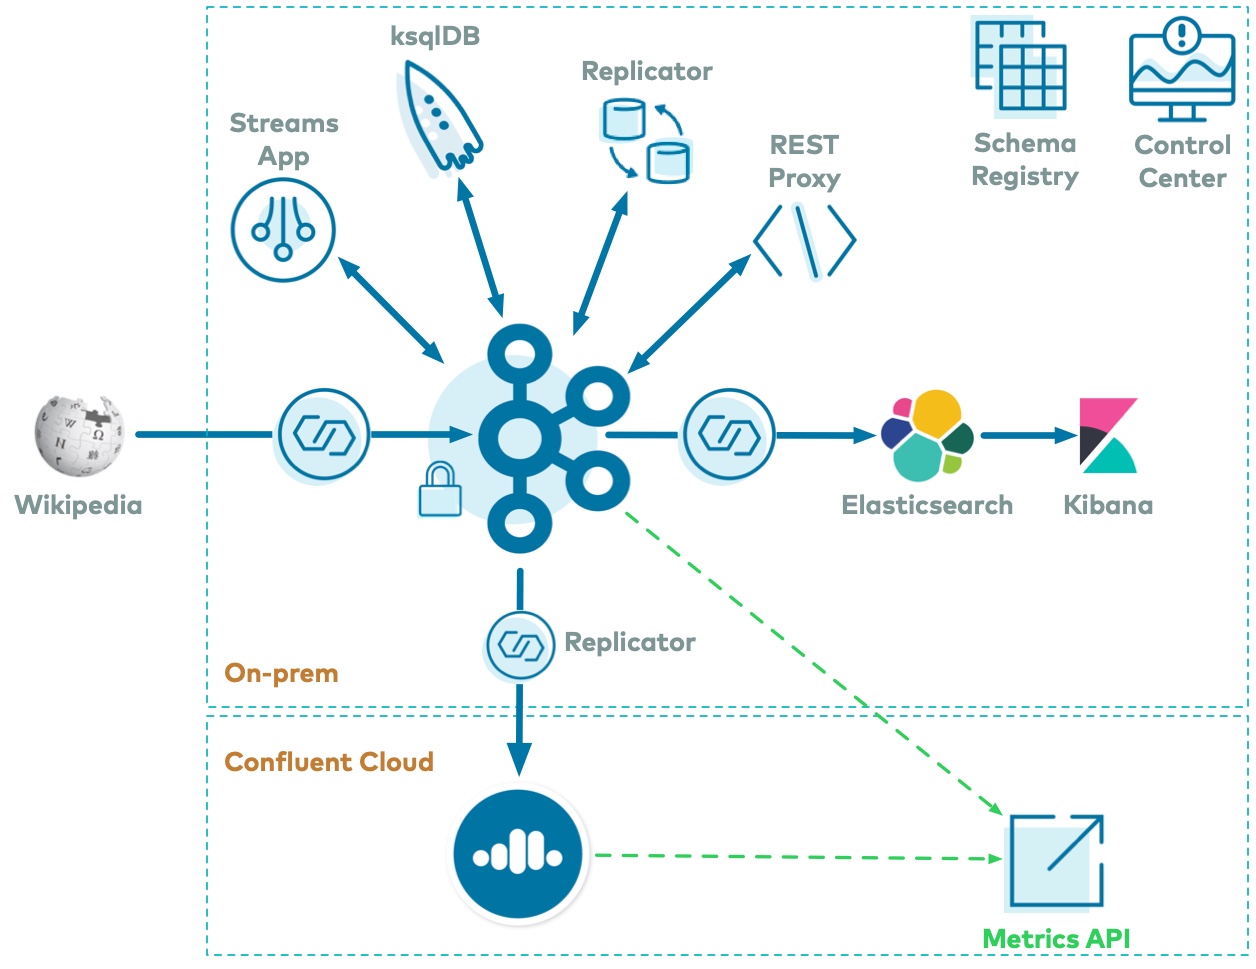 ksqlDB
Replicator
Streams
App
REST
Proxy
Schema
Registry
Control
Center
Wikipedia
Elasticsearch
Kibana
Replicator
On-prem
Confluent Cloud
Metrics API